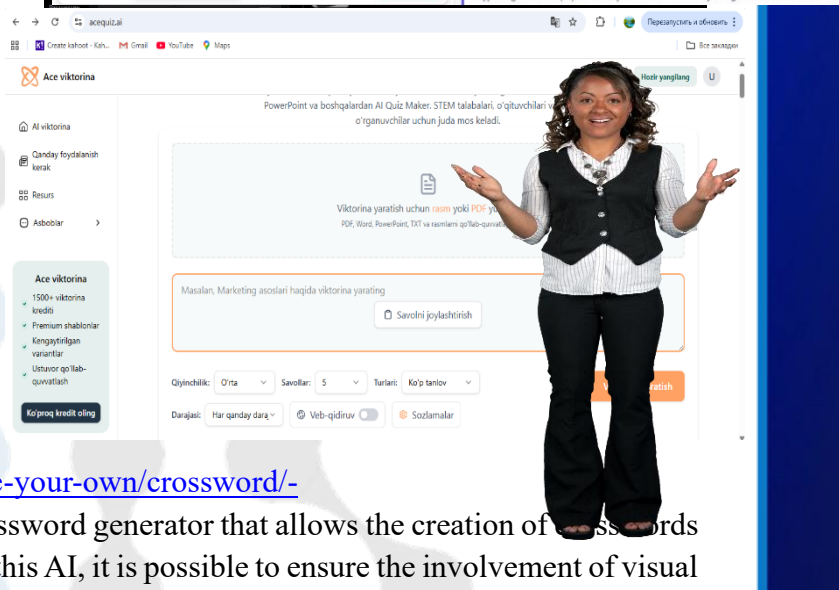 acequiz.ai
Перезапустить и обновить
Create kahoot - Kah...
Gmail
YouTube
Maps
Все закладки
Ace viktorina
Hozir yangilang
U
PowerPoint va boshqalardan AI Quiz Maker. STEM talabalari, o'qituvchilari va
o'rganuvchilar uchun juda mos keladi.
AI viktorina
Qanday foydalanish
kerak
Resurs
Asboblar
Viktorina yaratish uchun rasm yoki PDF
PDF, Word, PowerPoint, TXT va rasmlarni
Ace viktorina
1500+ viktorina
krediti
Premium shablonlar
Kengaytirilgan
variantlar
Ustuvor qo'llab-
quvvatlash
Ko'proq kredit oling
Masalan, Marketing asoslari haqida viktorina yarating
Savolni joylashtirish
Qiyinchilik: O'rta Savollar: 5 Turlari: Ko'p tanlov
Darajasi: Har qanday daraj Veb-qidiruv Sozlamalar
e-your-own/crossword/-
ssword generator that allows the creation of
this AI, it is possible to ensure the involvement of visual